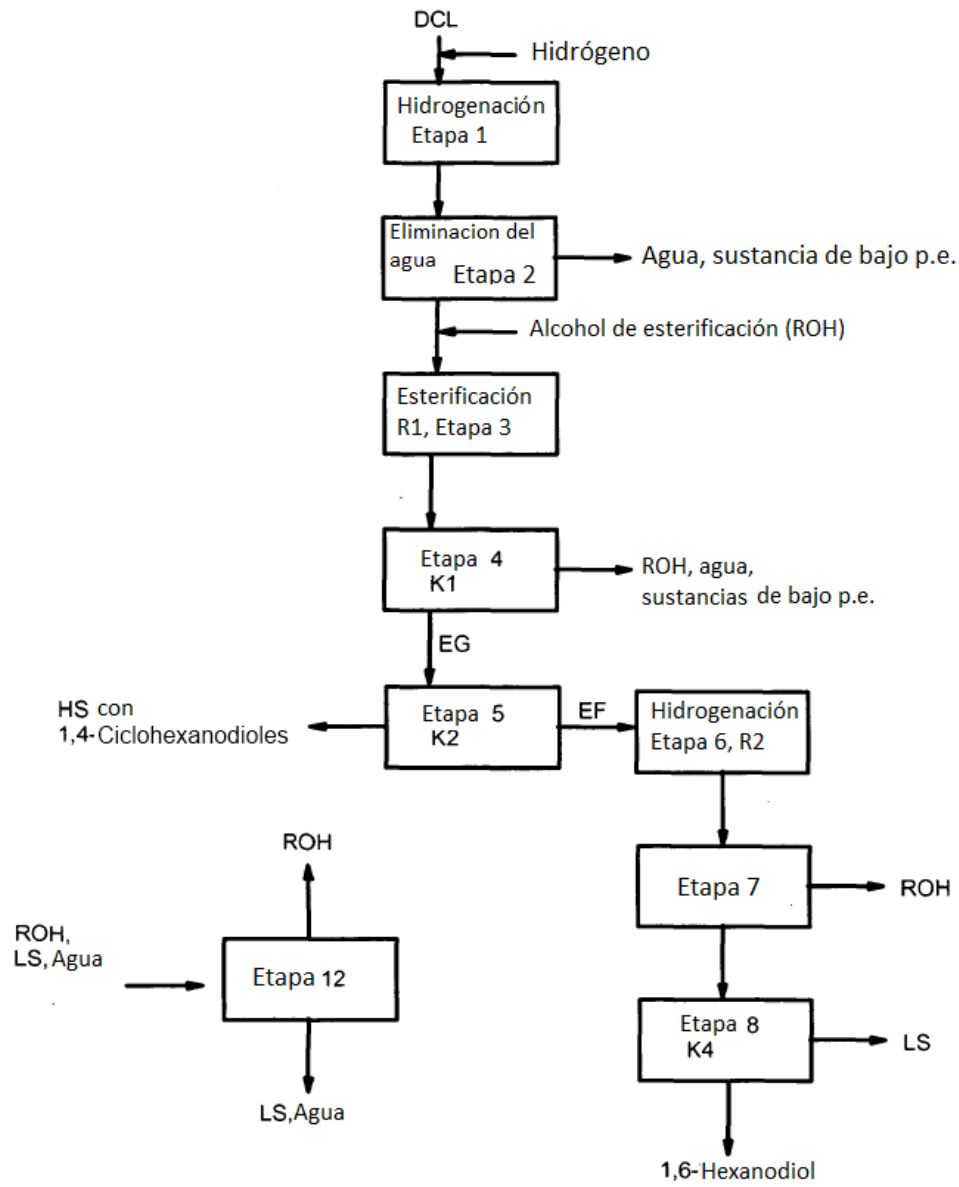 DCL
Hidrógeno
Hidrogenación
Etapa 1
Eliminacion del
agua
Etapa 2
Agua, sustancia de bajo p.e.
Alcohol de esterificación (ROH)
Esterificación
R1, Etapa 3
Etapa 4
K1
ROH, agua,
sustancias de bajo p.e.
EG
HS con
1,4-Ciclohexanodioles
Etapa 5
K2
EF
Hidrogenación
Etapa 6, R2
ROH
Etapa 7
ROH
ROH,
LS, Agua
Etapa 12
Etapa 8
K4
LS
LS, Agua
1,6-Hexanodiol